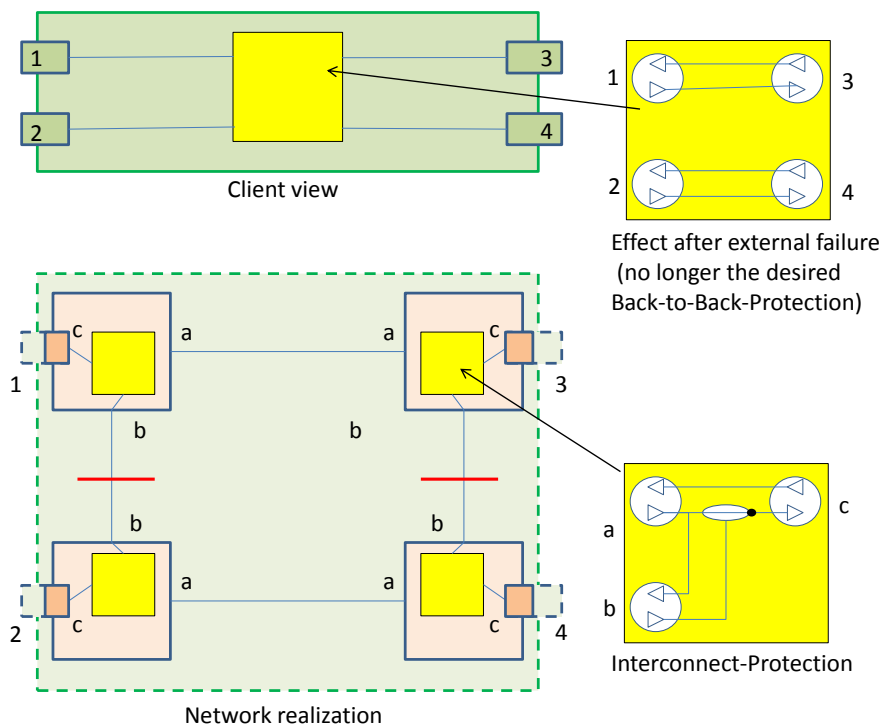 1
3
2
4
Client view
1
3
2
4
Effect after external failure
(no longer the desired
Back-to-Back-Protection)
c
a
a
c
1
3
b
b
b
b
a
a
c
c
2
4
Network realization
a
c
b
Interconnect-Protection